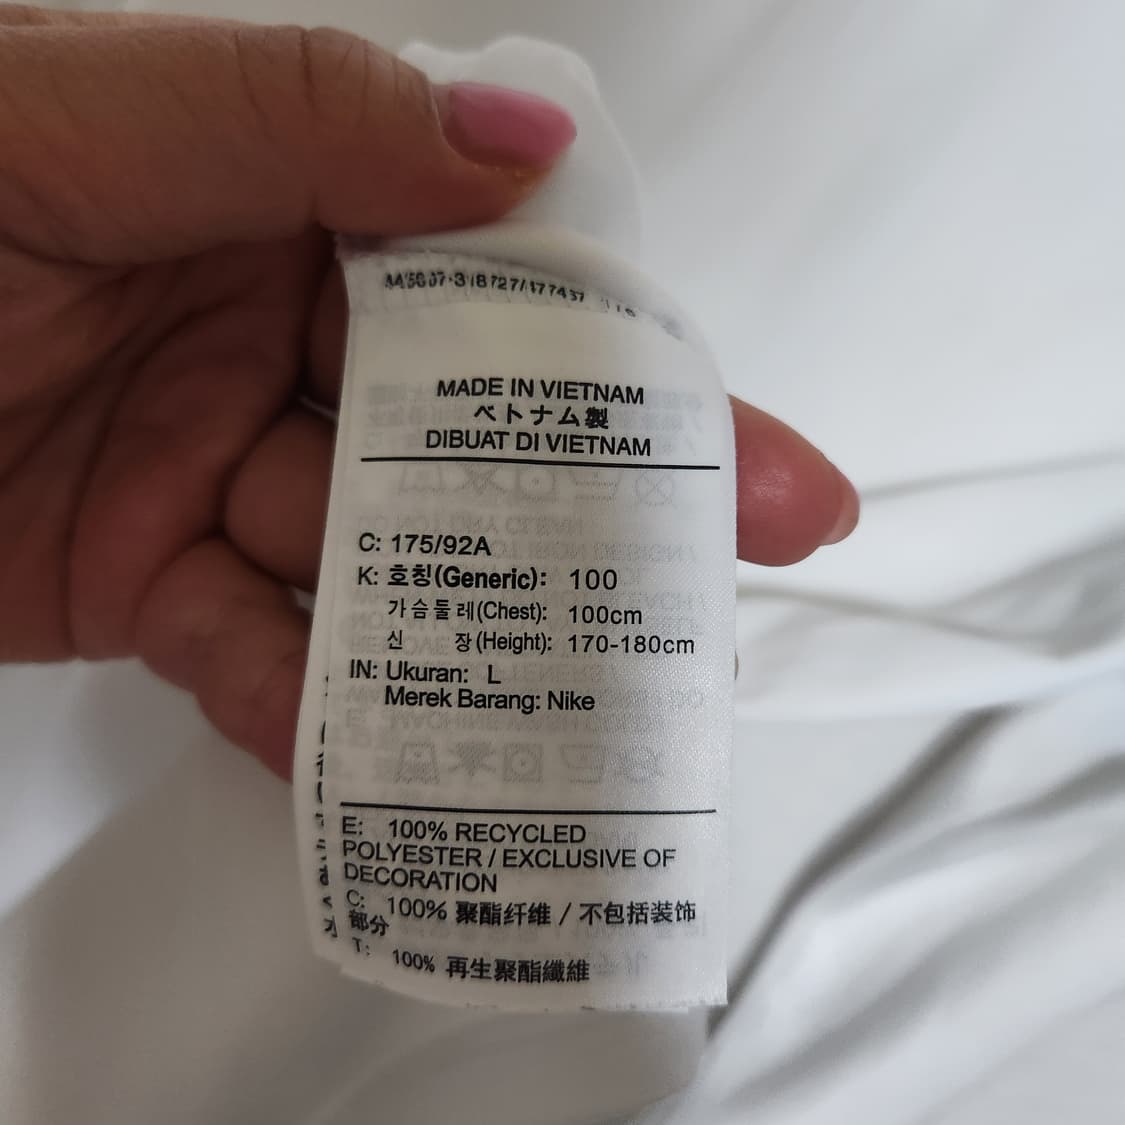 MADE IN VIETNAM
ベトナム製
DIBUAT DI VIETNAM
C: 175/92A
K: 호칭(Generic): 100
가슴둘레(Chest): 100cm
신 장(Height): 170-180cm
IN: Ukuran: L
Merek Barang: Nike
E: 100% RECYCLED
POLYESTER / EXCLUSIVE OF
DECORATION
C: 100% 聚酯纤维 / 不包括装饰
部分
T: 100% 再生聚酯纖維